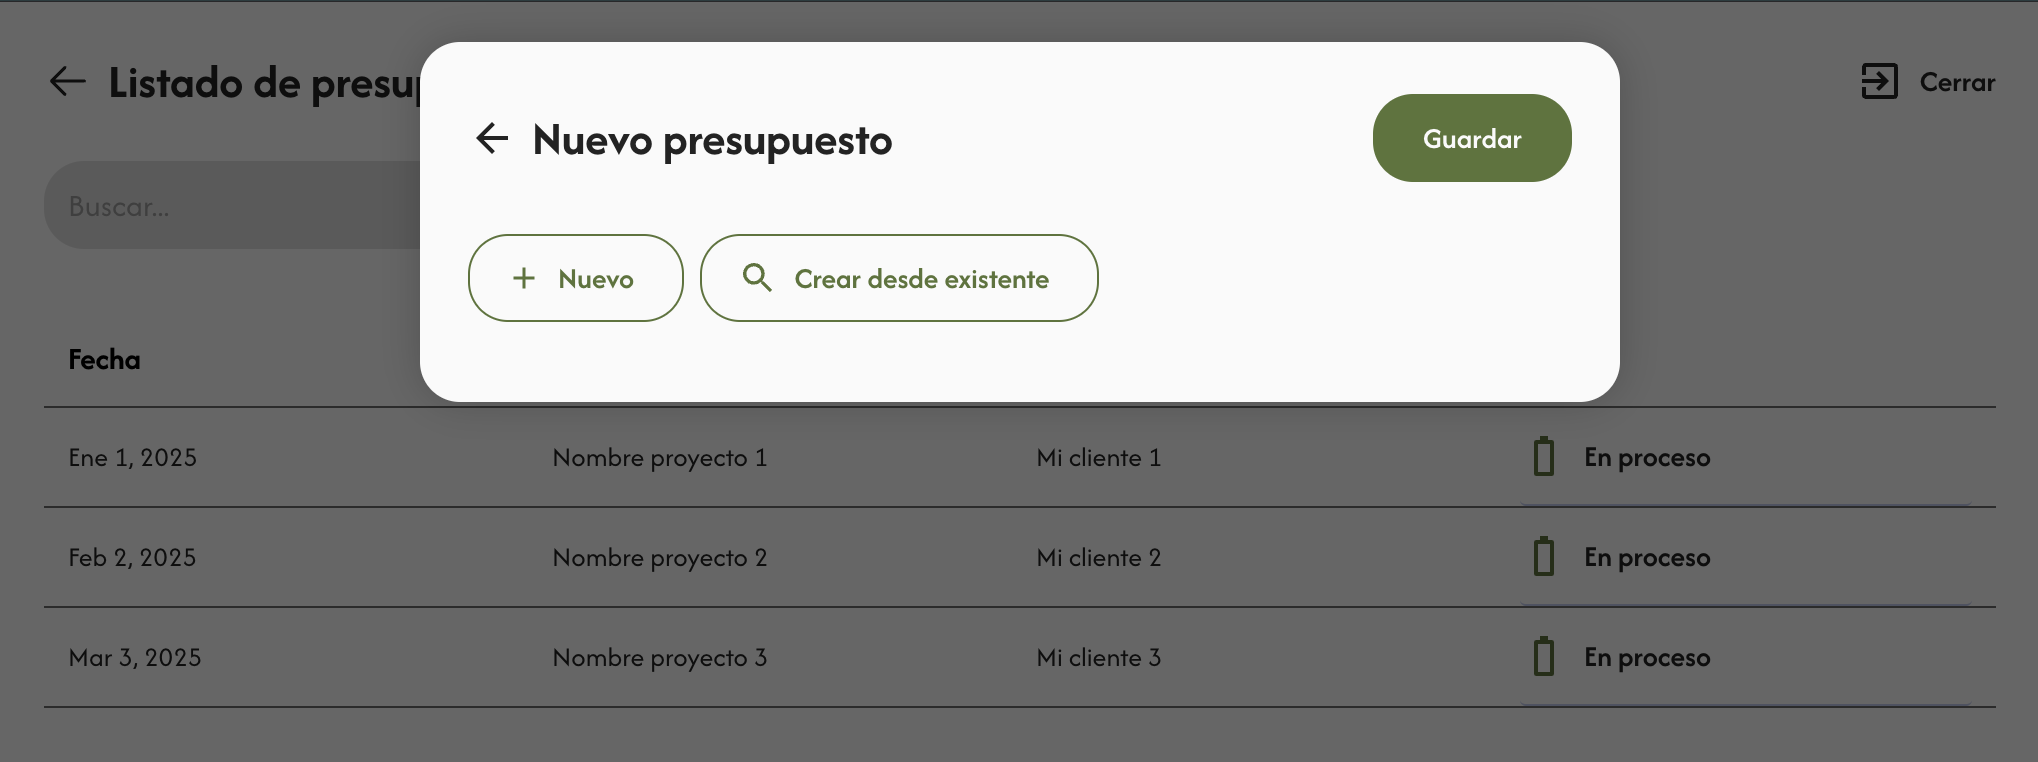 Listado de
Cerrar
Nuevo presupuesto
Guardar
Buscar...
Nuevo
Crear desde existente
Fecha
Ene 1, 2025 Nombre proyecto 1 Mi cliente 1 En proceso
Feb 2, 2025 Nombre proyecto 2 Mi cliente 2 En proceso
Mar 3, 2025 Nombre proyecto 3 Mi cliente 3 En proceso